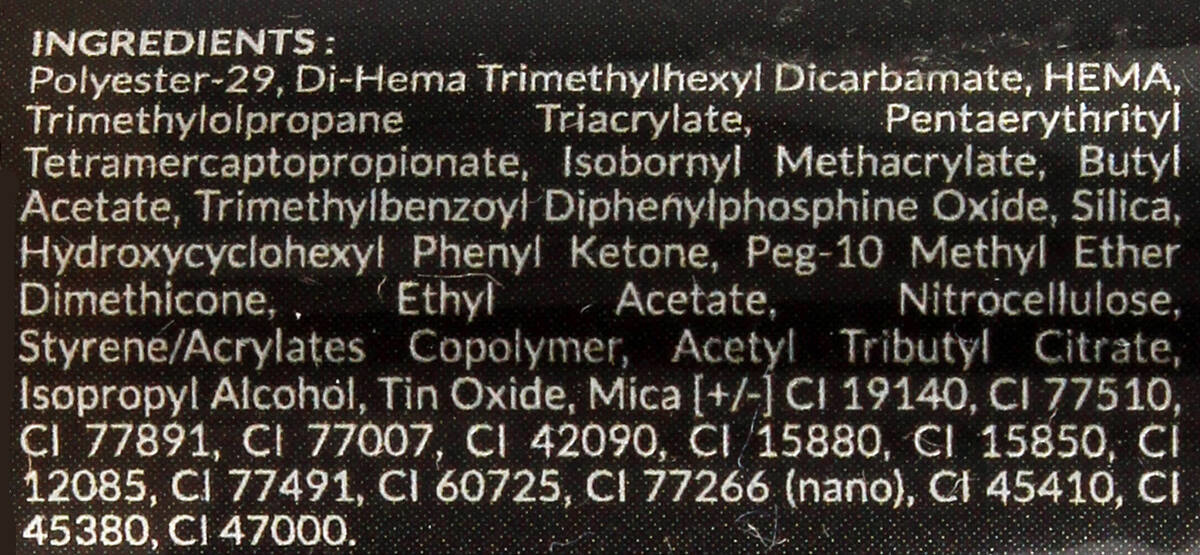 INGREDIENTS :
Polyester-29, Di-Hema Trimethylhexyl Dicarbamate, HEMA,
Trimethylolpropane Triacrylate, Pentaerythrityl
Tetramercaptopropionate, Isobornyl Methacrylate, Butyl
Acetate, Trimethylbenzoyl Diphenylphosphine Oxide, Silica,
Hydroxycyclohexyl Phenyl Ketone, Peg-10 Methyl Ether
Dimethicone, Ethyl Acetate, Nitrocellulose,
Styrene/Acrylates Copolymer, Acetyl Tributyl Citrate,
Isopropyl Alcohol, Tin Oxide, Mica [+/-] CI 19140, CI 77510,
CI 77891, CI 77007, CI 42090, CI 15880, CI 15850, CI
12085, CI 77491, CI 60725, CI 77266 (nano), CI 45410, CI
45380, CI 47000.